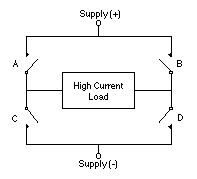 Supply (+)
A
B
High Current
Load
C
D
Supply (-)